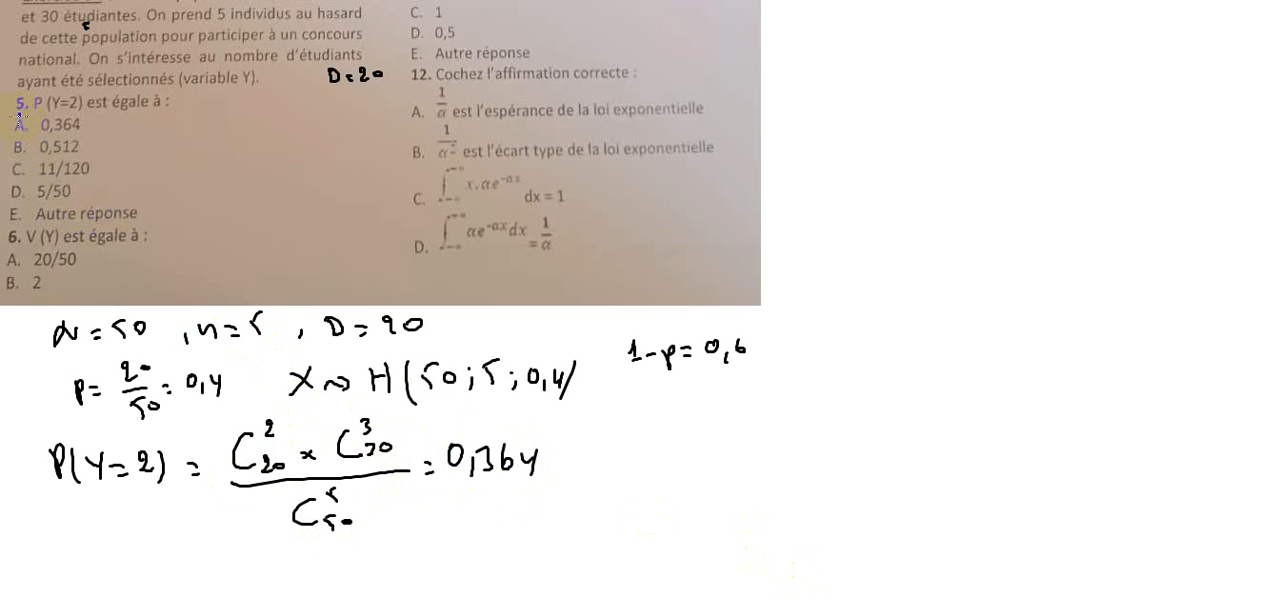 et 30 étudiantes. On prend 5 individus au hasard
de cette population pour participer à un concours
national. On s'intéresse au nombre d'étudiants
ayant été sélectionnés (variable Y).
D = 20
5. P (Y=2) est égale à :
A. 0,364
B. 0,512
C. 11/120
D. 5/50
E. Autre réponse
6. V (Y) est égale à :
A. 20/50
B. 2
C. 1
D. 0,5
E. Autre réponse
12. Cochez l'affirmation correcte :
A. 1/α est l'espérance de la loi exponentielle
B. 1/α² est l'écart type de la loi exponentielle
C. ∫ x.αe^-αx dx = 1
D. ∫ αe^-αx dx = 1/α
N = 50 , n = 5 , D = 20
1-p = 0,6
P = 20/50 = 0,4 X ~> H(50 ; 5 ; 0,4)
P(Y=2) = C²₂₀ × C³₃₀ / C⁵₅₀ = 0,364